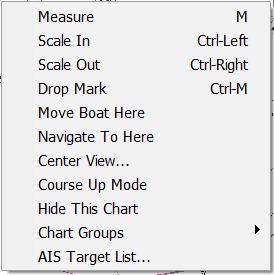 Measure M
Scale In Ctrl-Left
Scale Out Ctrl-Right
Drop Mark Ctrl-M
Move Boat Here
Navigate To Here
Center View...
Course Up Mode
Hide This Chart
Chart Groups
AIS Target List...